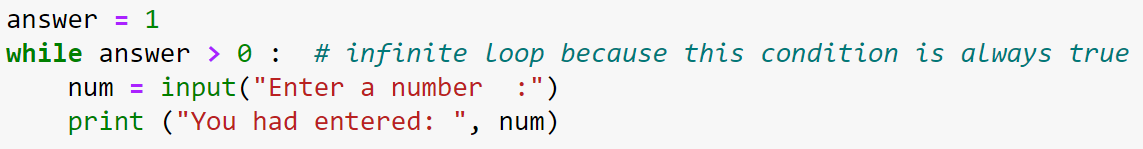 answer = 1
while answer > 0 :  # infinite loop because this condition is always true
    num = input("Enter a number  :")
    print ("You had entered: ", num)